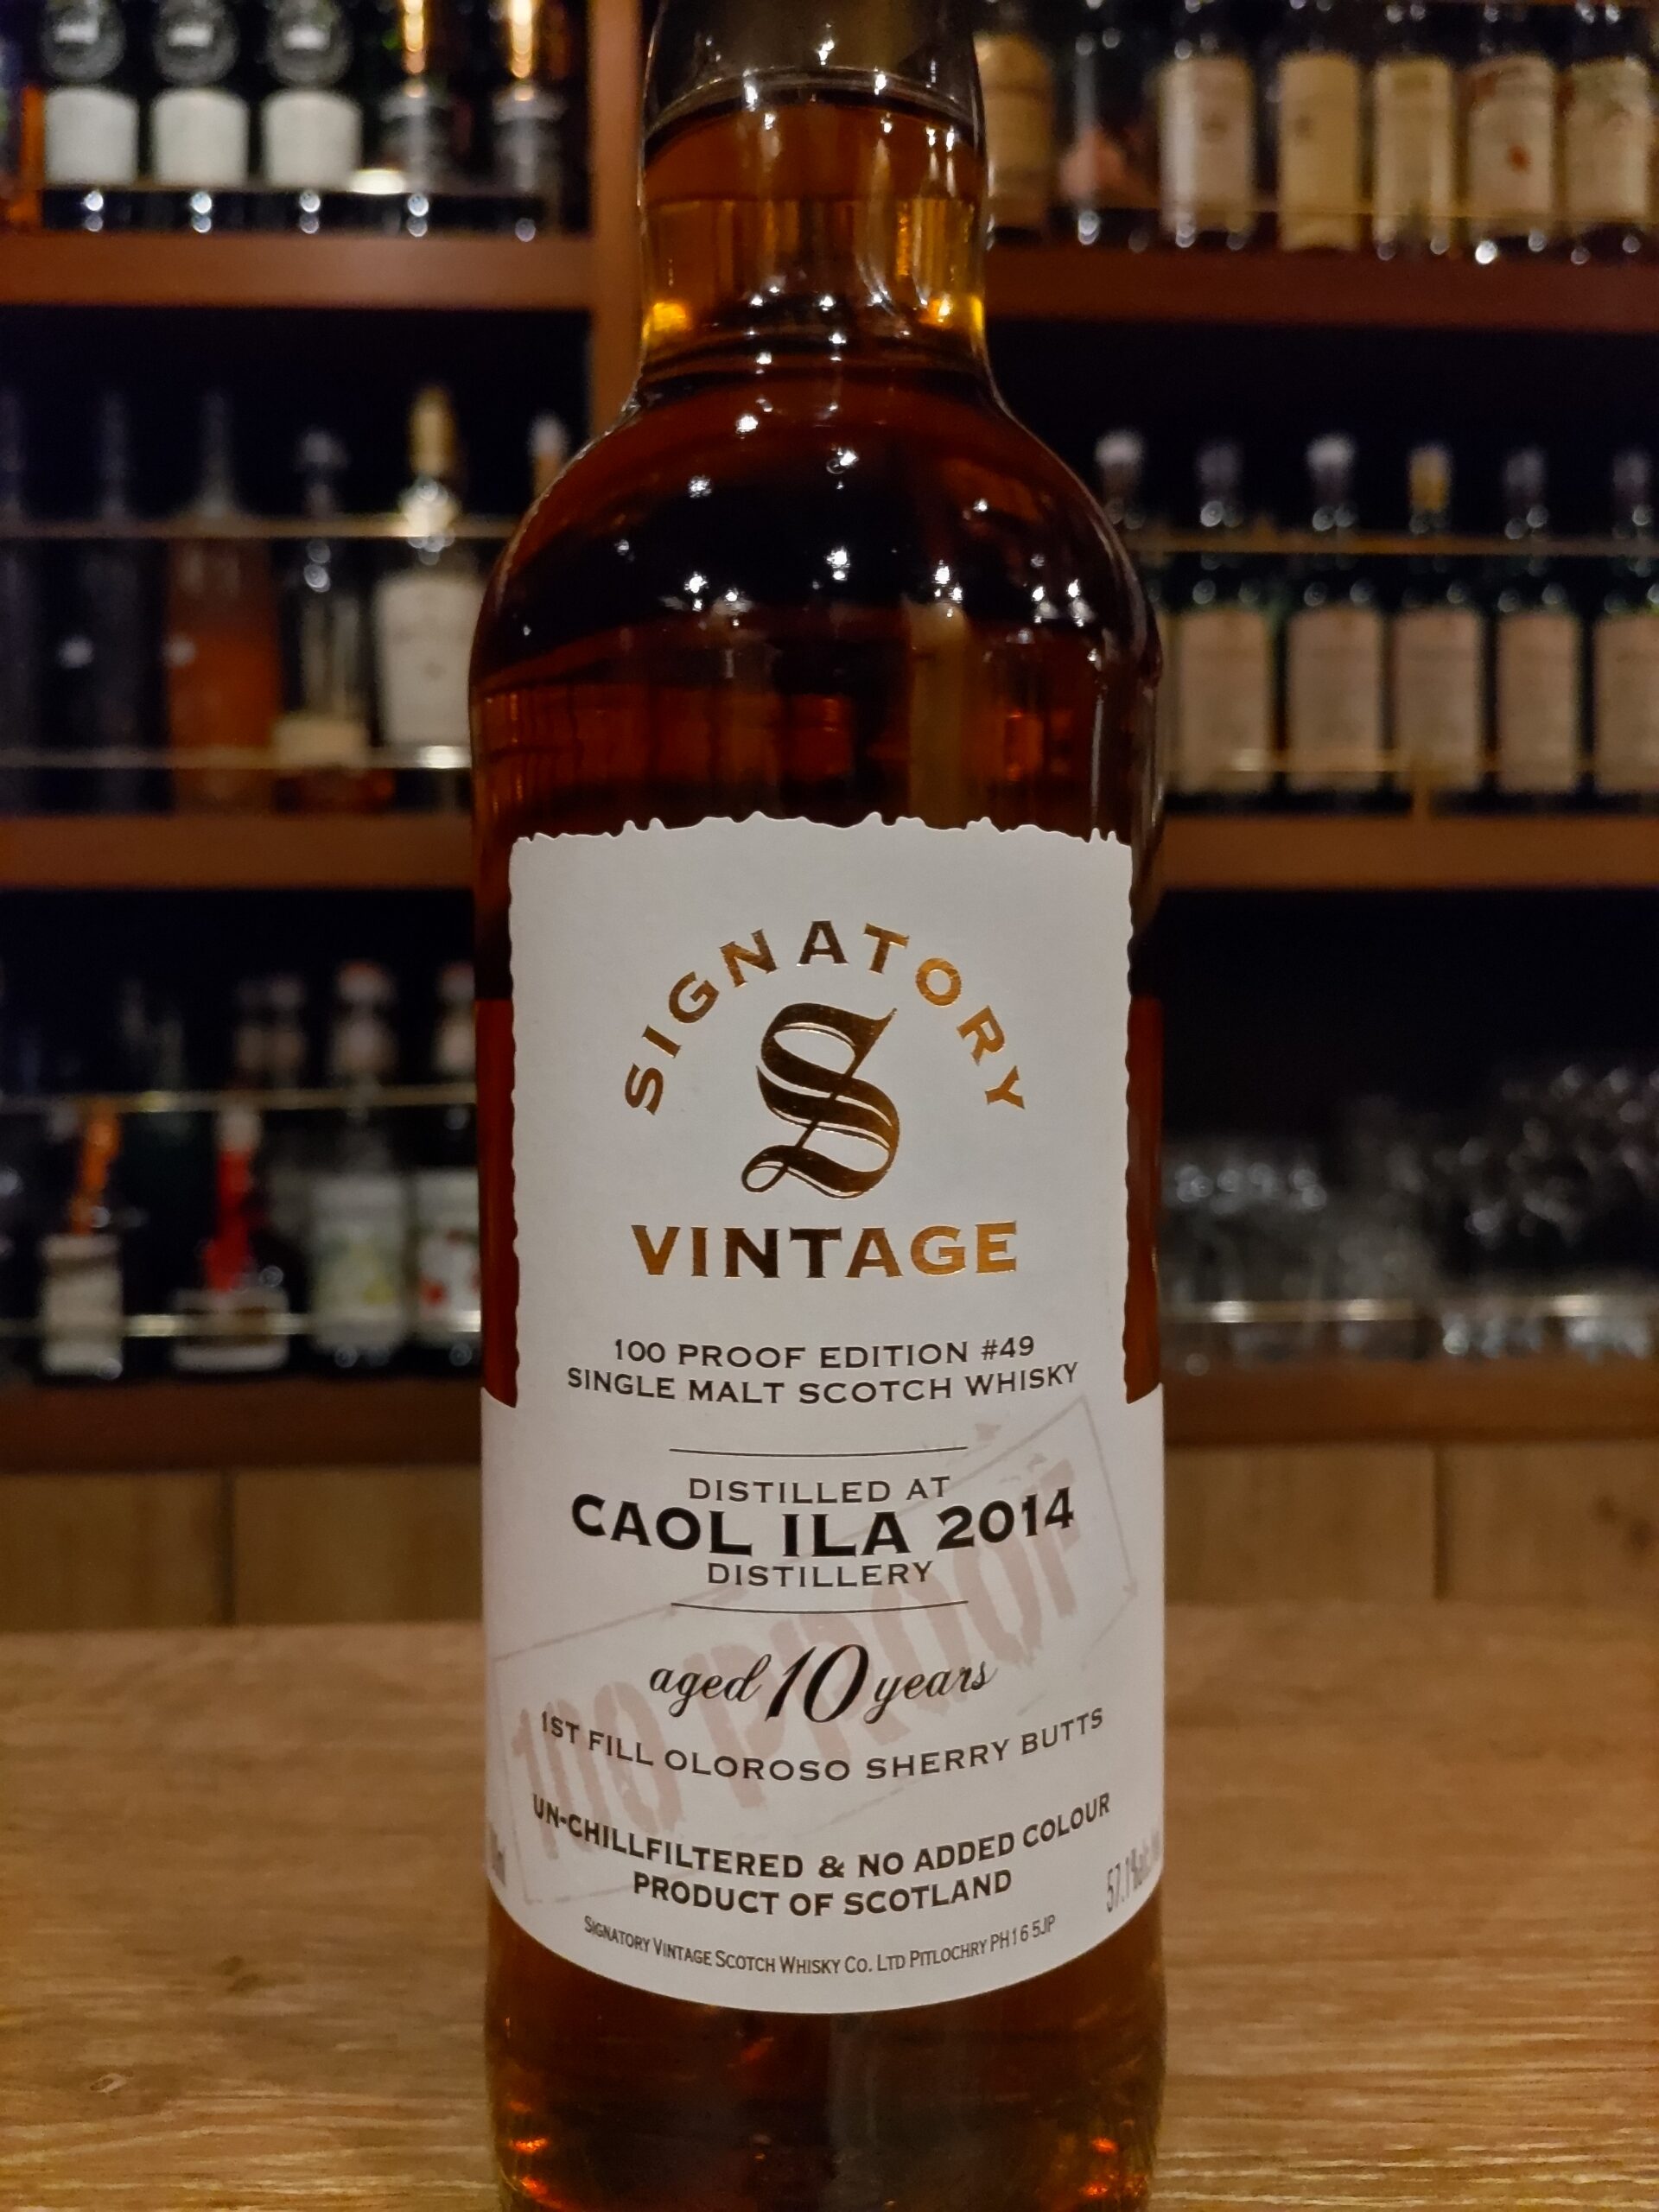 SIGNATORY
S
VINTAGE
100 PROOF EDITION #49
SINGLE MALT SCOTCH WHISKY
DISTILLED AT
CAOL ILA 2014
DISTILLERY
aged 10 years
1ST FILL OLOROSO SHERRY BUTTS
100 PROOF
UN-CHILLFILTERED & NO ADDED COLOUR
PRODUCT OF SCOTLAND
57.1%
SIGNATORY VINTAGE SCOTCH WHISKY CO. LTD PITLOCHRY PH16 5JP